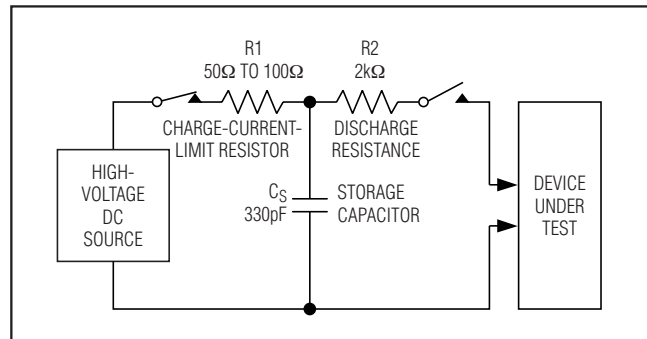 R1
50Ω TO 100Ω
CHARGE-CURRENT-
LIMIT RESISTOR
R2
2kΩ
DISCHARGE
RESISTANCE
HIGH-
VOLTAGE
DC
SOURCE
CS
330pF
STORAGE
CAPACITOR
DEVICE
UNDER
TEST